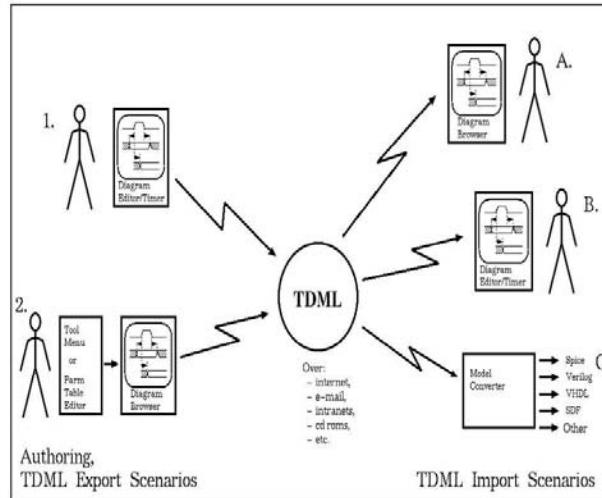 1.
Diagram
Editor/Timer
2.
Tool
Menu
or
Parm
Table
Editor
Diagram
Browser
Authoring,
TDML Export Scenarios
TDML
Over:
- internet,
- e-mail,
- intranets,
- cd roms,
- etc.
A.
Diagram
Browser
B.
Diagram
Editor/Timer
C
Model
Converter
Spice
Verilog
VHDL
SDF
Other
TDML Import Scenarios